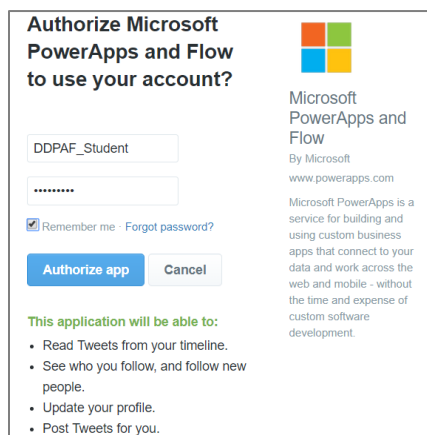 Authorize Microsoft
PowerApps and Flow
to use your account?
DDPAF_Student
•••••••••
Remember me · Forgot password?
Authorize app
Cancel
This application will be able to:
• Read Tweets from your timeline.
• See who you follow, and follow new
people.
• Update your profile.
• Post Tweets for you.
Microsoft
PowerApps and
Flow
By Microsoft
www.powerapps.com
Microsoft PowerApps is a
service for building and
using custom business
apps that connect to your
data and work across the
web and mobile - without
the time and expense of
custom software
development.